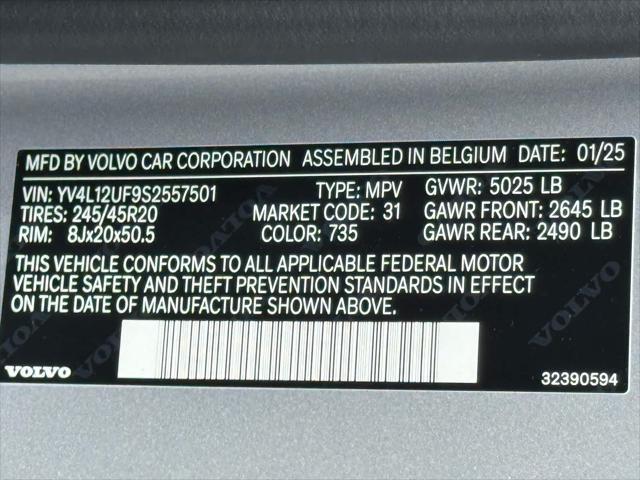 MFD BY VOLVO CAR CORPORATION ASSEMBLED IN BELGIUM DATE: 01/25
VIN: YV4L12UF9S2557501 TYPE: MPV GVWR: 5025 LB
TIRES: 245/45R20 MARKET CODE: 31 GAWR FRONT: 2645 LB
RIM: 8Jx20x50.5 COLOR: 735 GAWR REAR: 2490 LB
THIS VEHICLE CONFORMS TO ALL APPLICABLE FEDERAL MOTOR
VEHICLE SAFETY AND THEFT PREVENTION STANDARDS IN EFFECT
ON THE DATE OF MANUFACTURE SHOWN ABOVE.
VOLVO 32390594